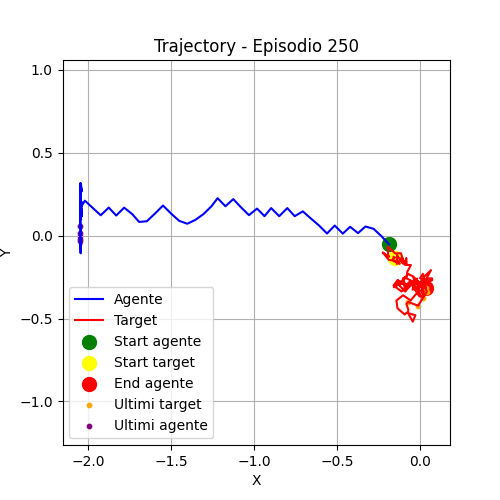 Trajectory - Episodio 250
1.0
0.5
0.0
−0.5
−1.0
Y
Agente
Target
Start agente
Start target
End agente
Ultimi target
Ultimi agente
−2.0 −1.5 −1.0 −0.5 0.0
X